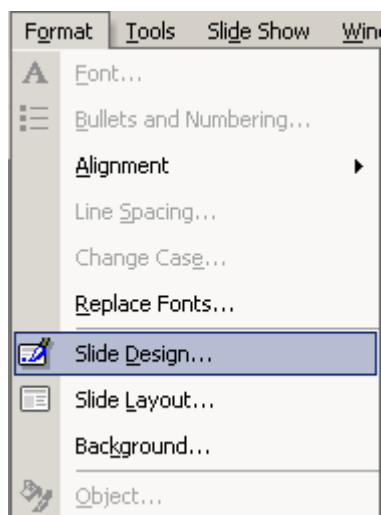 Format Tools Slide Show
Font...
Bullets and Numbering...
Alignment
Line Spacing...
Change Case...
Replace Fonts...
Slide Design...
Slide Layout...
Background...
Object...